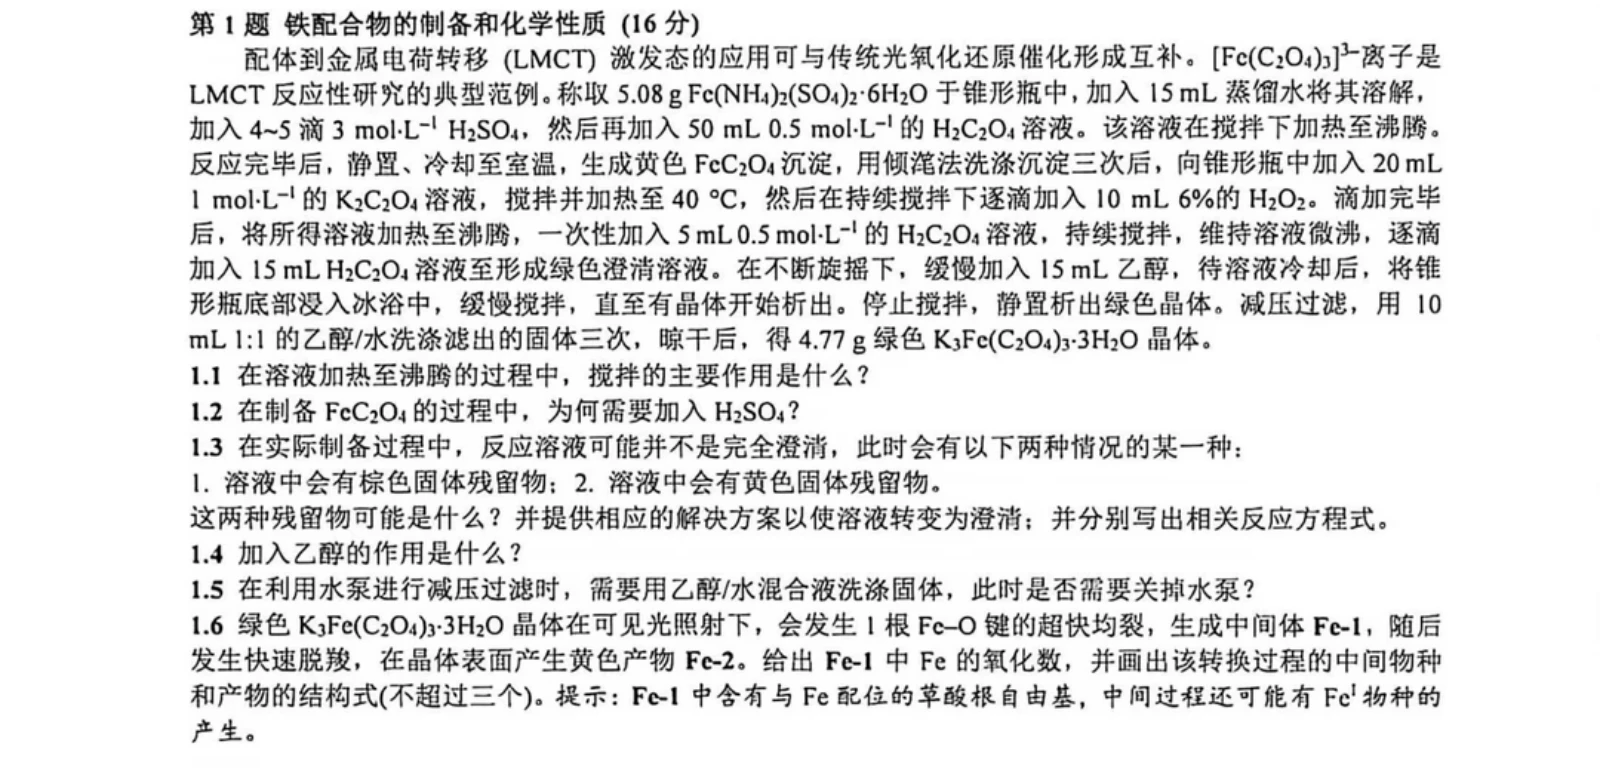 第 1 题 铁配合物的制备和化学性质 (16 分)
配体到金属电荷转移 (LMCT) 激发态的应用可与传统光氧化还原催化形成互补。[Fe(C₂O₄)₃]³⁻离子是
LMCT 反应性研究的典型范例。称取 5.08 g Fe(NH₄)₂(SO₄)₂·6H₂O 于锥形瓶中，加入 15 mL 蒸馏水将其溶解，
加入 4~5 滴 3 mol·L⁻¹ H₂SO₄，然后再加入 50 mL 0.5 mol·L⁻¹ 的 H₂C₂O₄ 溶液。该溶液在搅拌下加热至沸腾。
反应完毕后，静置、冷却至室温，生成黄色 FeC₂O₄ 沉淀，用倾滗法洗涤沉淀三次后，向锥形瓶中加入 20 mL
1 mol·L⁻¹ 的 K₂C₂O₄ 溶液，搅拌并加热至 40 °C，然后在持续搅拌下逐滴加入 10 mL 6%的 H₂O₂。滴加完毕
后，将所得溶液加热至沸腾，一次性加入 5 mL 0.5 mol·L⁻¹ 的 H₂C₂O₄ 溶液，持续搅拌，维持溶液微沸，逐滴
加入 15 mL H₂C₂O₄ 溶液至形成绿色澄清溶液。在不断旋摇下，缓慢加入 15 mL 乙醇，待溶液冷却后，将锥
形瓶底部浸入冰浴中，缓慢搅拌，直至有晶体开始析出。停止搅拌，静置析出绿色晶体。减压过滤，用 10
mL 1:1 的乙醇/水洗涤滤出的固体三次，晾干后，得 4.77 g 绿色 K₃Fe(C₂O₄)₃·3H₂O 晶体。
1.1 在溶液加热至沸腾的过程中，搅拌的主要作用是什么？
1.2 在制备 FeC₂O₄ 的过程中，为何需要加入 H₂SO₄？
1.3 在实际制备过程中，反应溶液可能并不是完全澄清，此时会有以下两种情况的某一种：
1. 溶液中会有棕色固体残留物；2. 溶液中会有黄色固体残留物。
这两种残留物可能是什么？并提供相应的解决方案以使溶液转变为澄清；并分别写出相关反应方程式。
1.4 加入乙醇的作用是什么？
1.5 在利用水泵进行减压过滤时，需要用乙醇/水混合液洗涤固体，此时是否需要关掉水泵？
1.6 绿色 K₃Fe(C₂O₄)₃·3H₂O 晶体在可见光照射下，会发生 1 根 Fe–O 键的超快均裂，生成中间体 Fe-1，随后
发生快速脱羧，在晶体表面产生黄色产物 Fe-2。给出 Fe-1 中 Fe 的氧化数，并画出该转换过程的中间物种
和产物的结构式(不超过三个)。提示：Fe-1 中含有与 Fe 配位的草酸根自由基，中间过程还可能有 Feᴵ 物种的
产生。